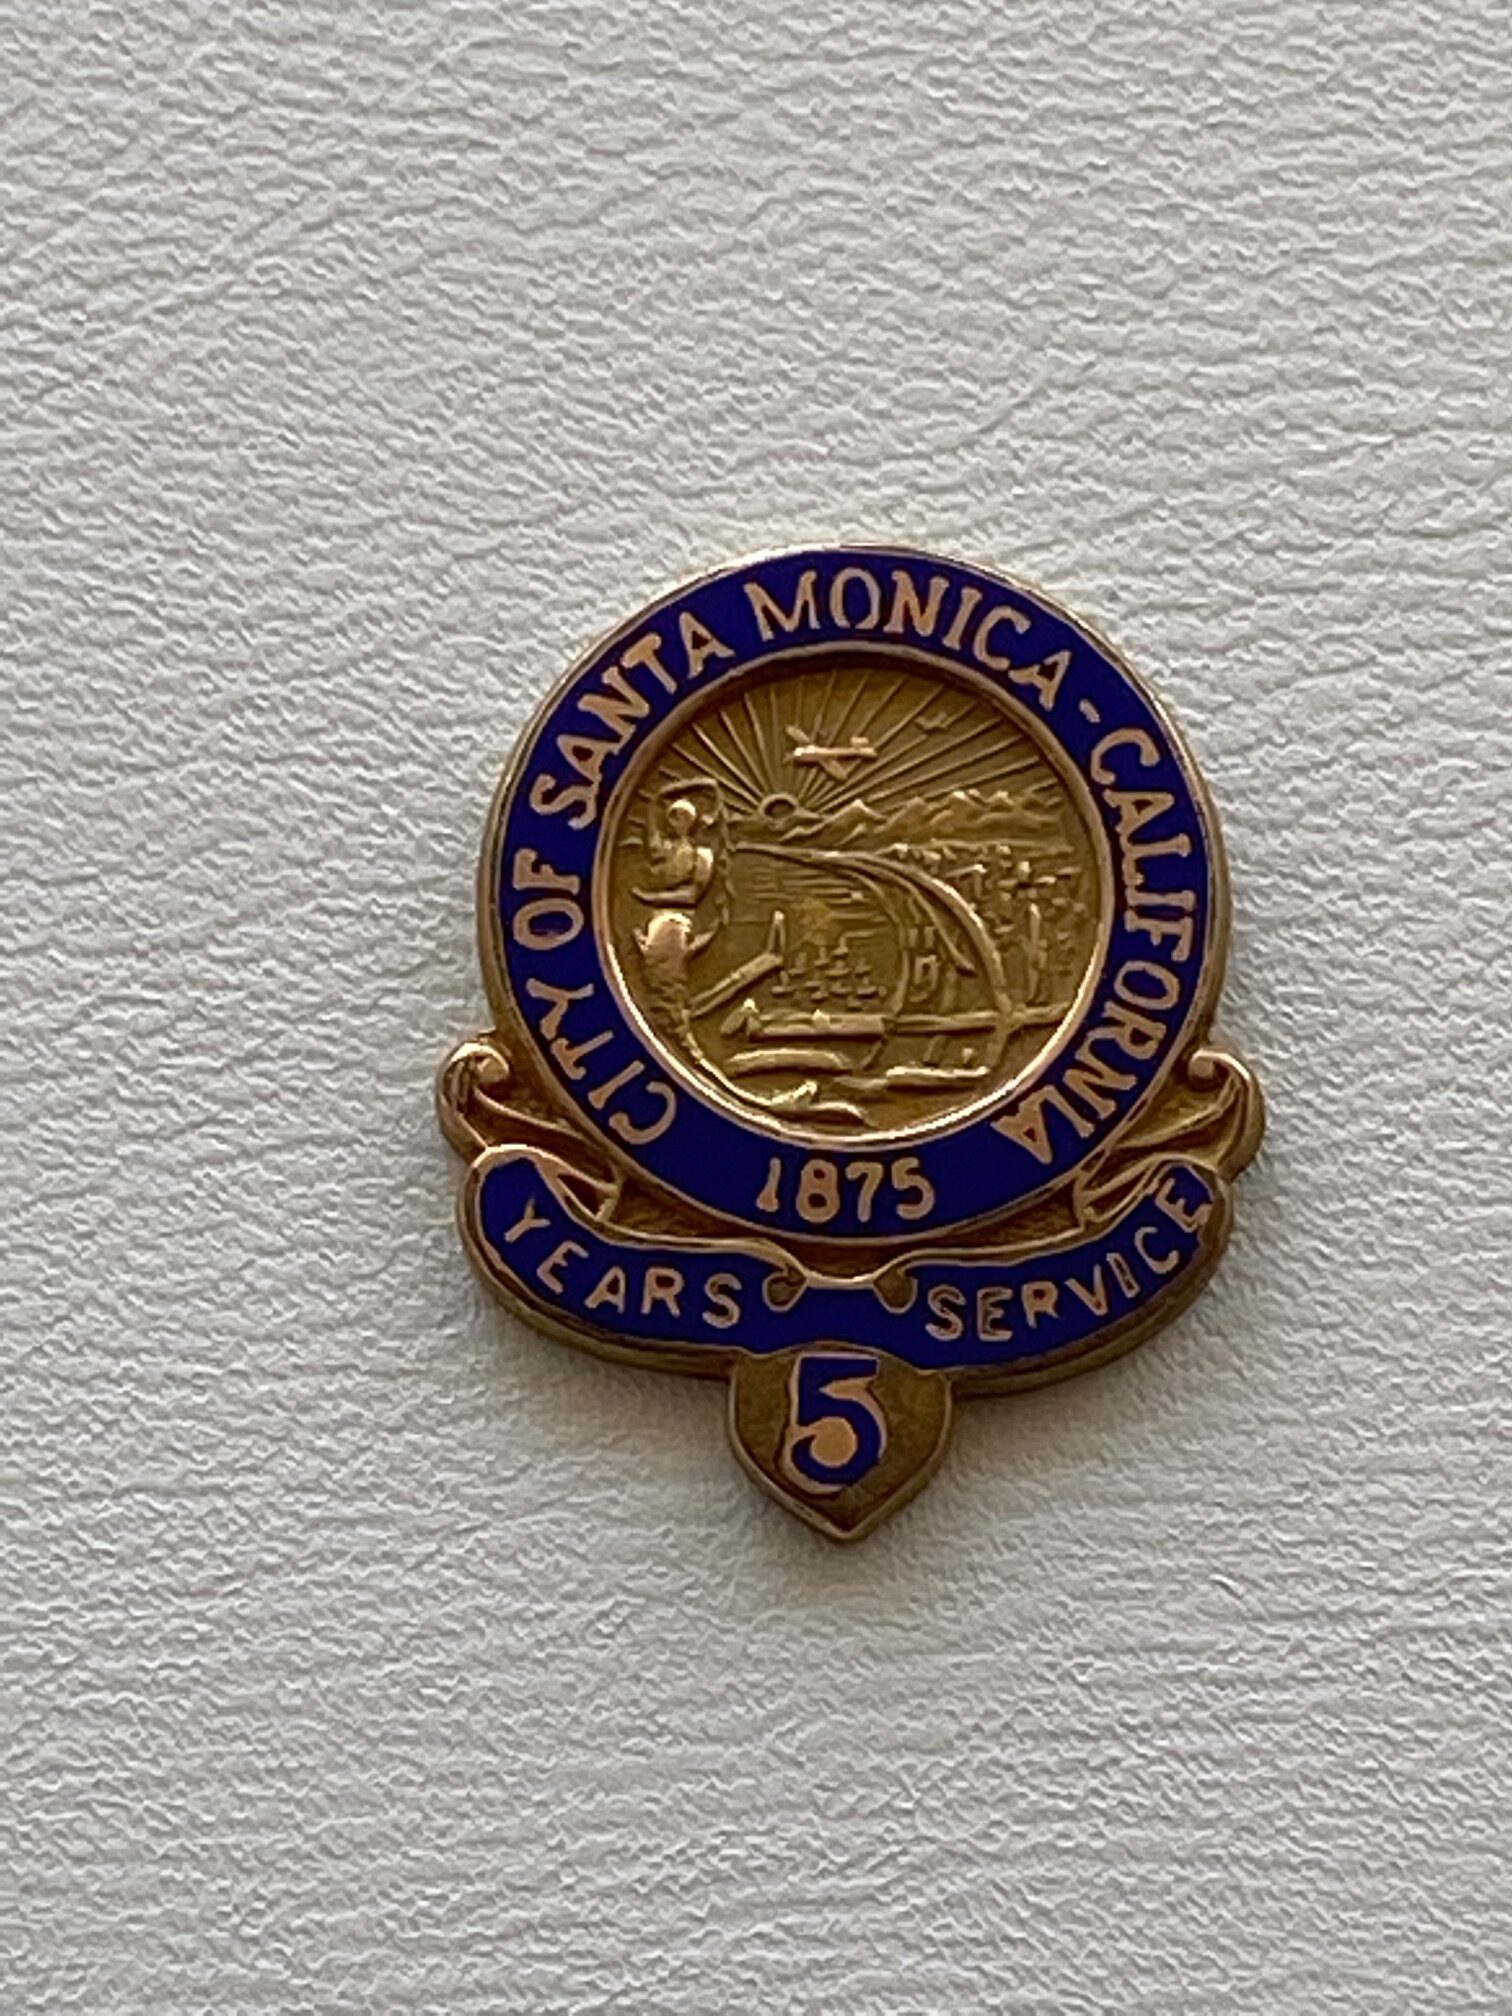 CITY OF SANTA MONICA - CALIFORNIA
1875
YEARS SERVICE
5